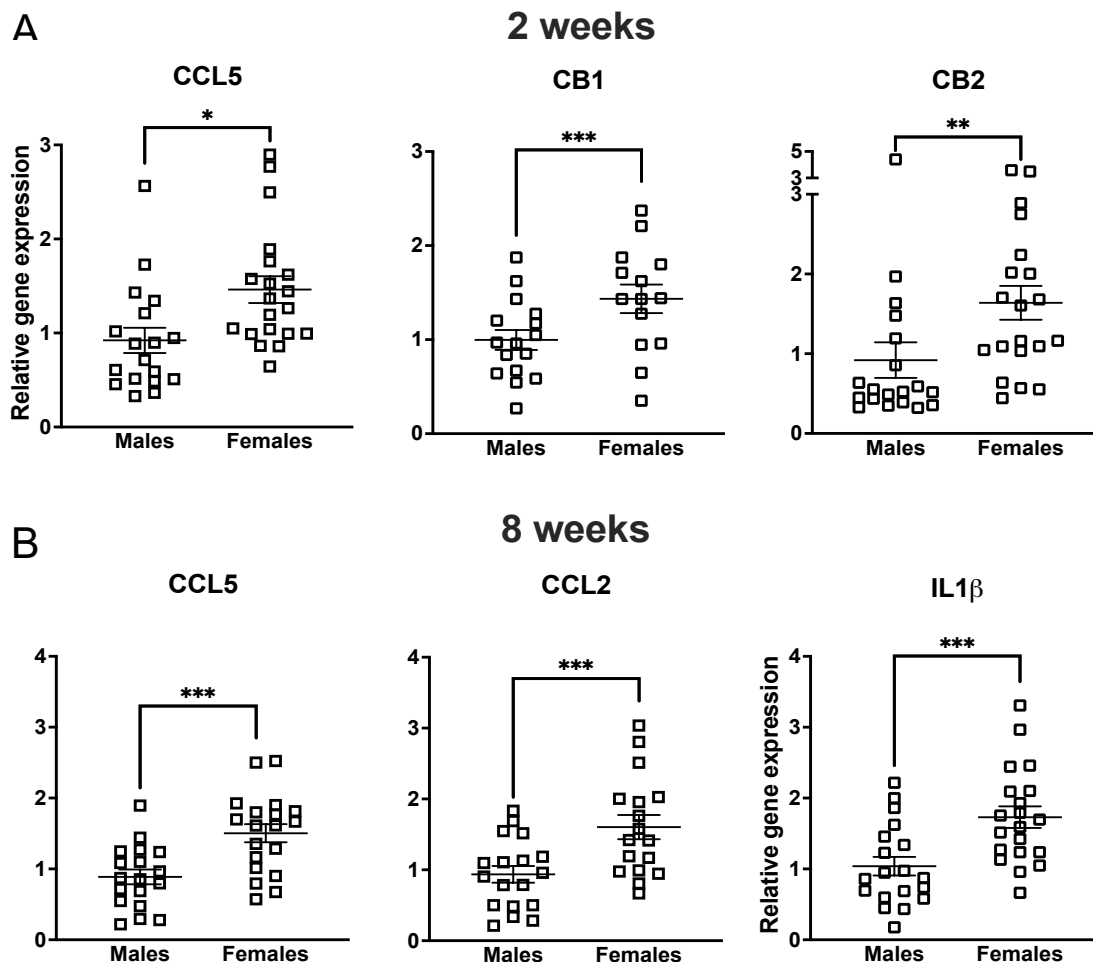 A
2 weeks
CCL5
CB1
CB2
*
***
**
Relative gene expression
3
2
1
0
3
2
1
0
5
3
3
2
1
0
Males Females
Males Females
Males Females
B
8 weeks
CCL5
CCL2
IL1β
***
***
***
4
3
2
1
0
4
3
2
1
0
Relative gene expression
4
3
2
1
0
Males Females
Males Females
Males Females